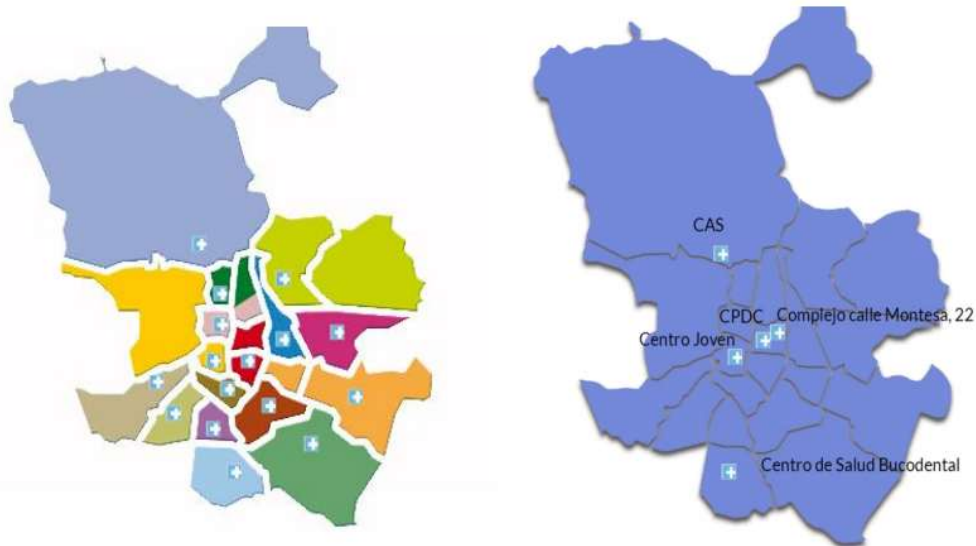 CAS
CPDC
Complejo calle Montesa, 22
Centro Joven
Centro de Salud Bucodental